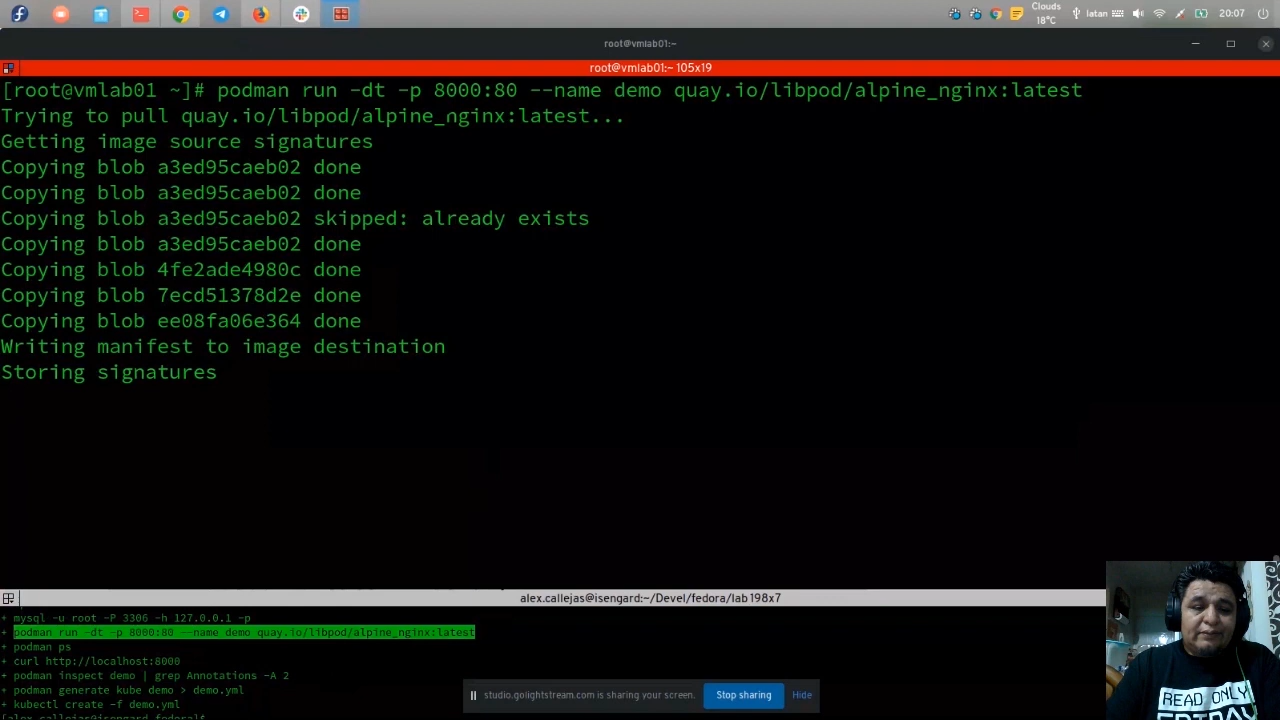 Clouds
18°C
latan
20:07
root@vmlab01:~
root@vmlab01:~ 105x19
[root@vmlab01 ~]# podman run -dt -p 8000:80 --name demo quay.io/libpod/alpine_nginx:latest
Trying to pull quay.io/libpod/alpine_nginx:latest...
Getting image source signatures
Copying blob a3ed95caeb02 done
Copying blob a3ed95caeb02 done
Copying blob a3ed95caeb02 skipped: already exists
Copying blob a3ed95caeb02 done
Copying blob 4fe2ade4980c done
Copying blob 7ecd51378d2e done
Copying blob ee08fa06e364 done
Writing manifest to image destination
Storing signatures
alex.callejas@isengard:~/Devel/fedora/lab 198x7
+ mysql -u root -P 3306 -h 127.0.0.1 -p
+ podman run -dt -p 8000:80 --name demo quay.io/libpod/alpine_nginx:latest
+ podman ps
+ curl http://localhost:8000
+ podman inspect demo | grep Annotations -A 2
+ podman generate kube demo > demo.yml
+ kubectl create -f demo.yml
[alex.callejas@isengard fedora]$
studio.golightstream.com is sharing your screen.
Stop sharing
Hide
READ ONLY